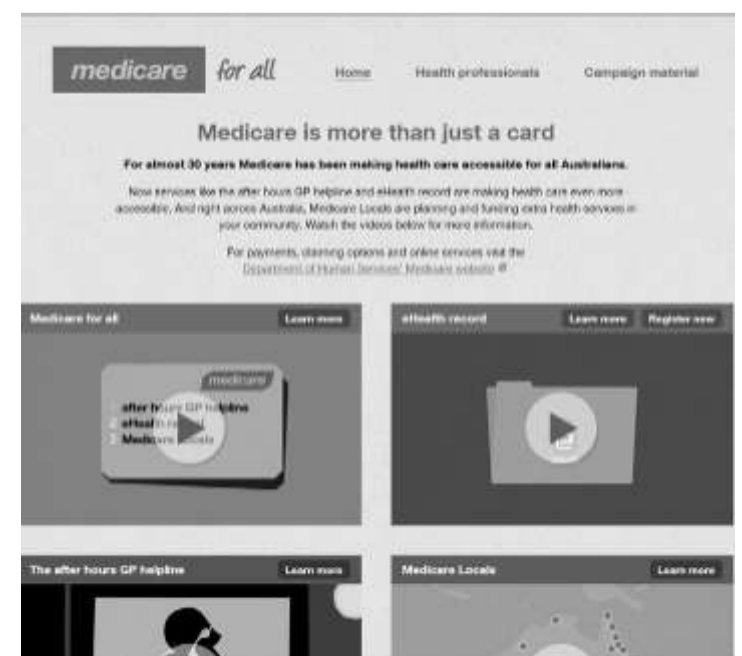 medicare for all
Home Health professionals Campaign material
Medicare is more than just a card
For almost 30 years Medicare has been making health care accessible for all Australians.
Now services like the after hours GP helpline and eHealth record are making health care even more
accessible. And right across Australia, Medicare Locals are planning and funding extra health services in
your community. Watch the videos below for more information.
For payments, claiming options and online services visit the
Department of Human Services' Medicare website
Medicare for all Learn more
eHealth record Learn more Register now
medicare
1 after hours GP helpline
2 eHealth record
3 Medicare Locals
The after hours GP helpline Learn more
Medicare Locals Learn more